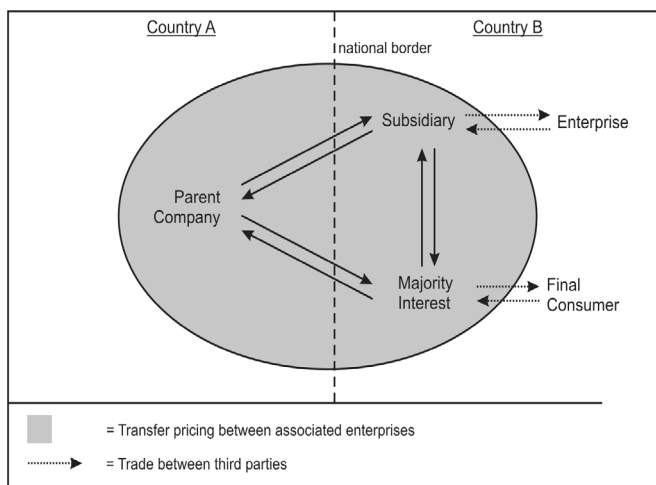 Country A
Country B
national border
Subsidiary
Enterprise
Parent
Company
Majority
Interest
Final
Consumer
= Transfer pricing between associated enterprises
= Trade between third parties